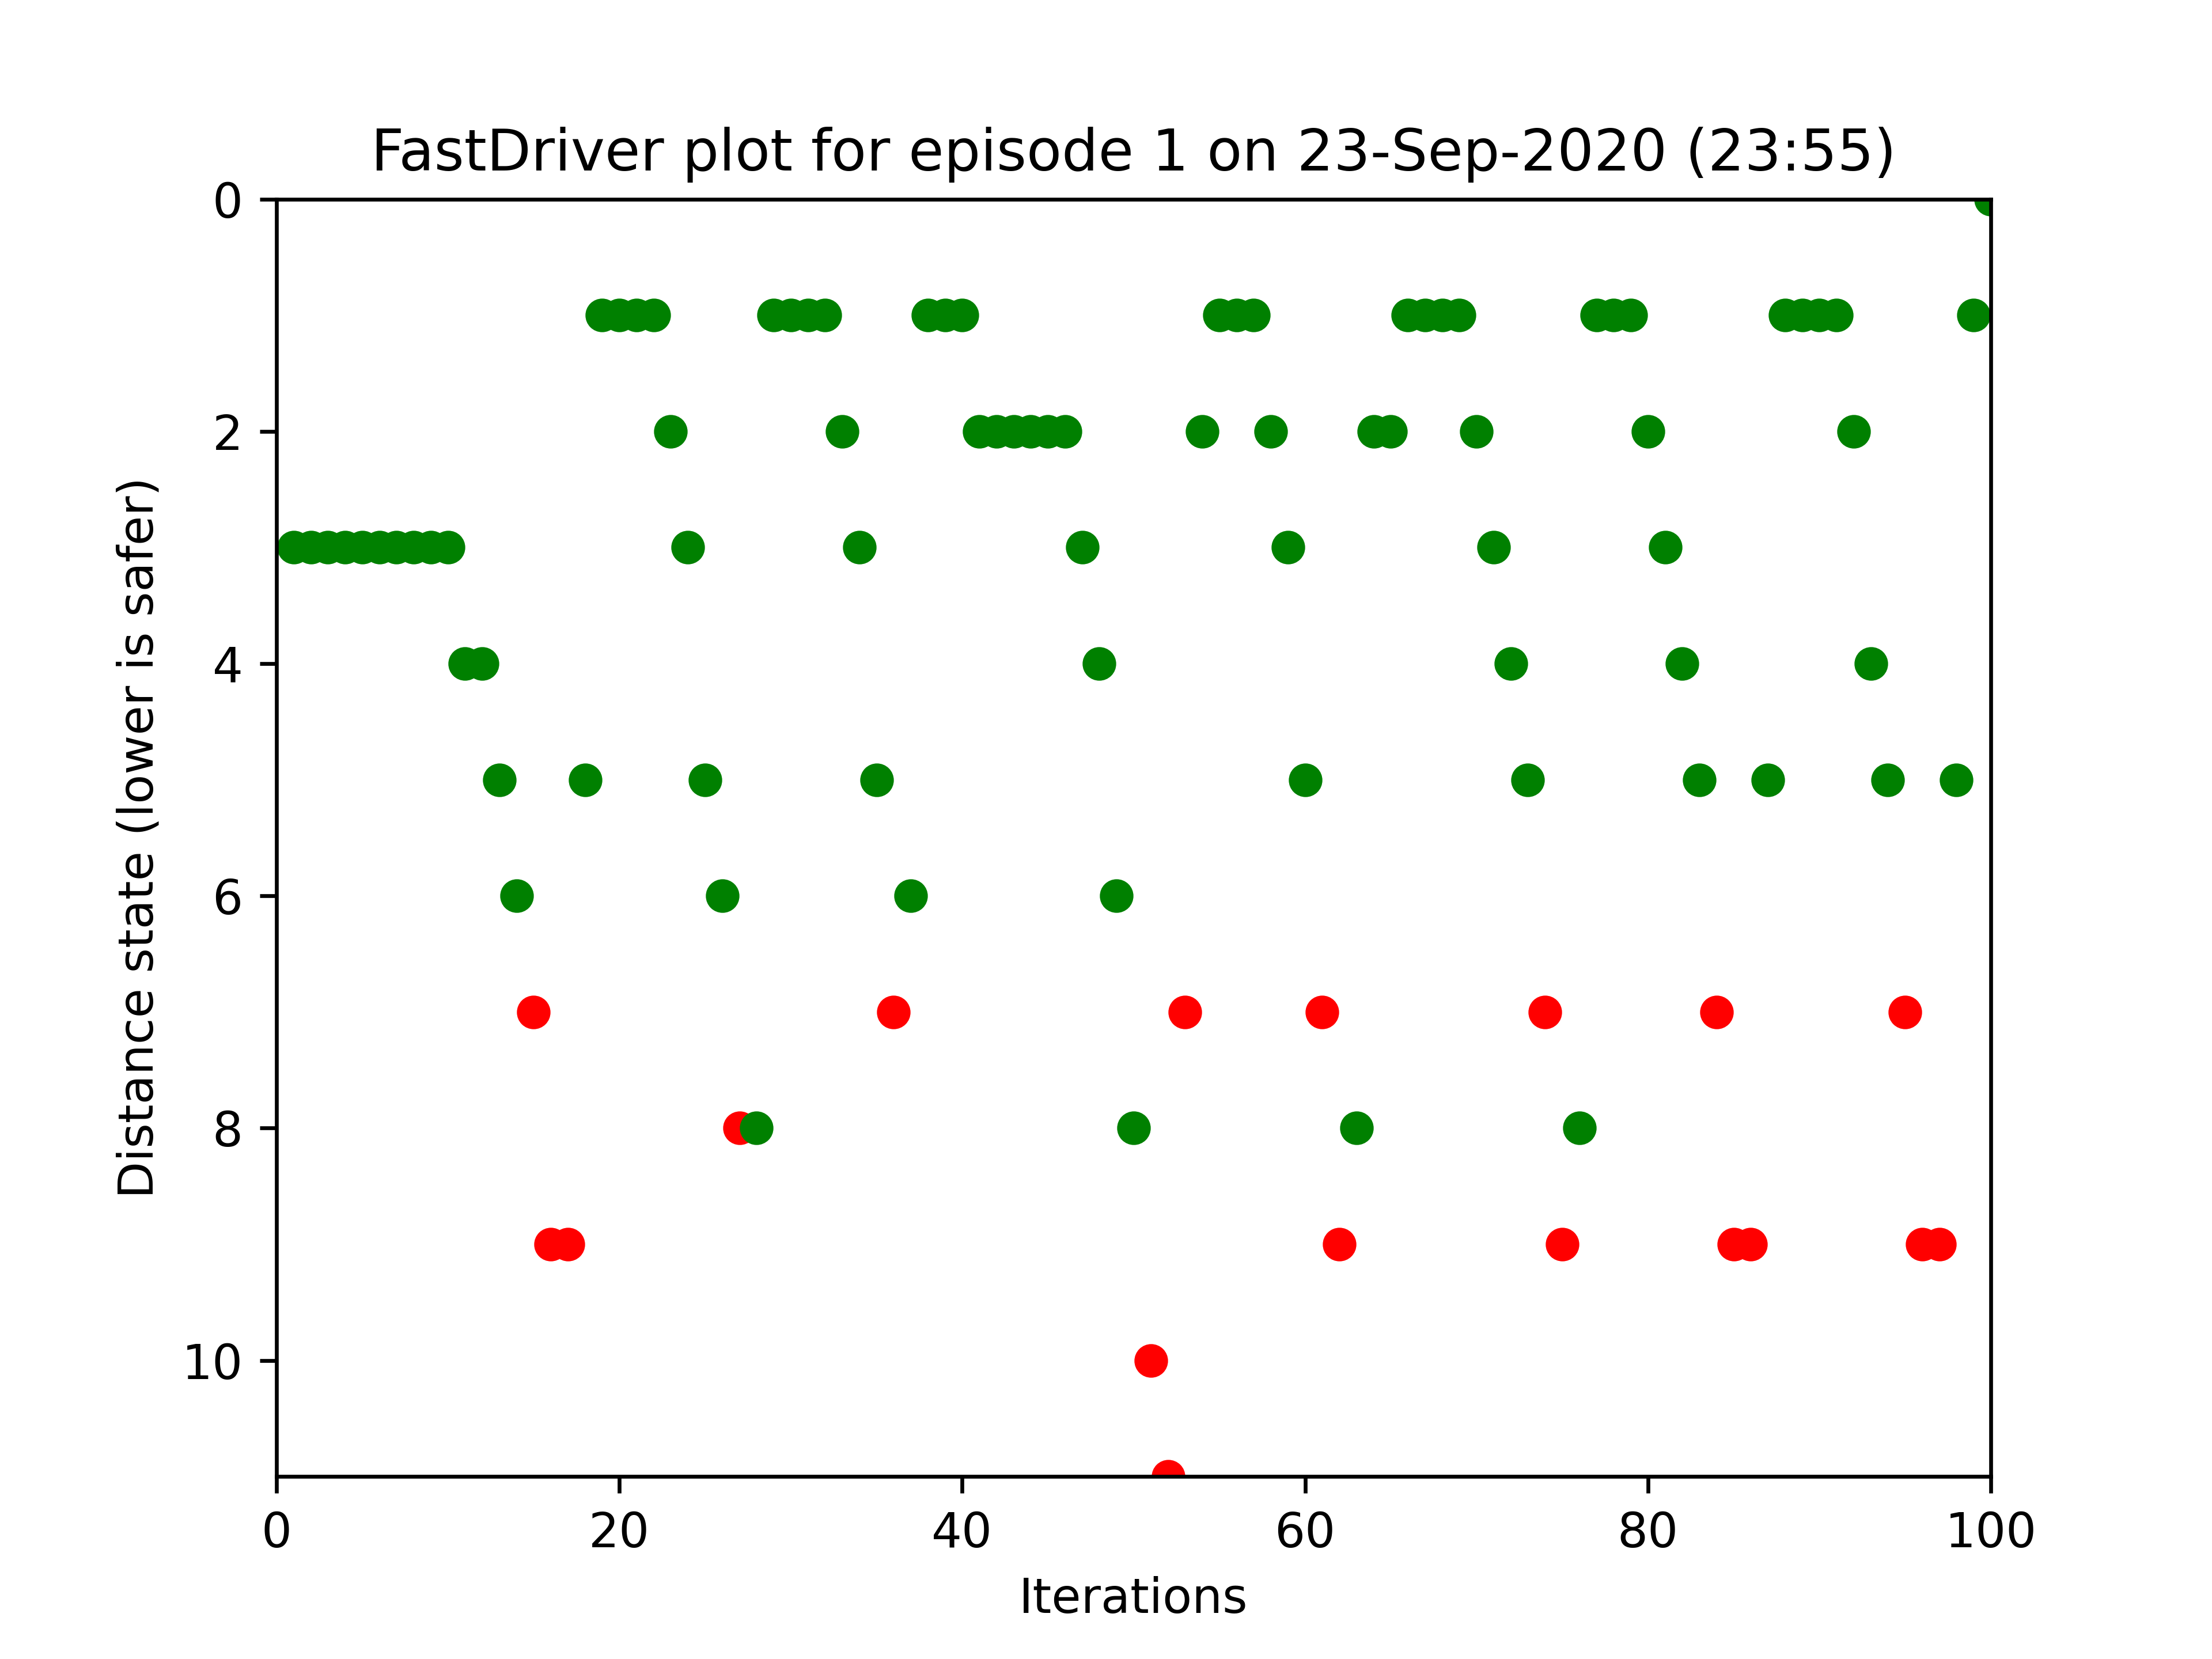 FastDriver plot for episode 1 on 23-Sep-2020 (23:55)
0
2
4
6
8
10
Distance state (lower is safer)
0 20 40 60 80 100
Iterations